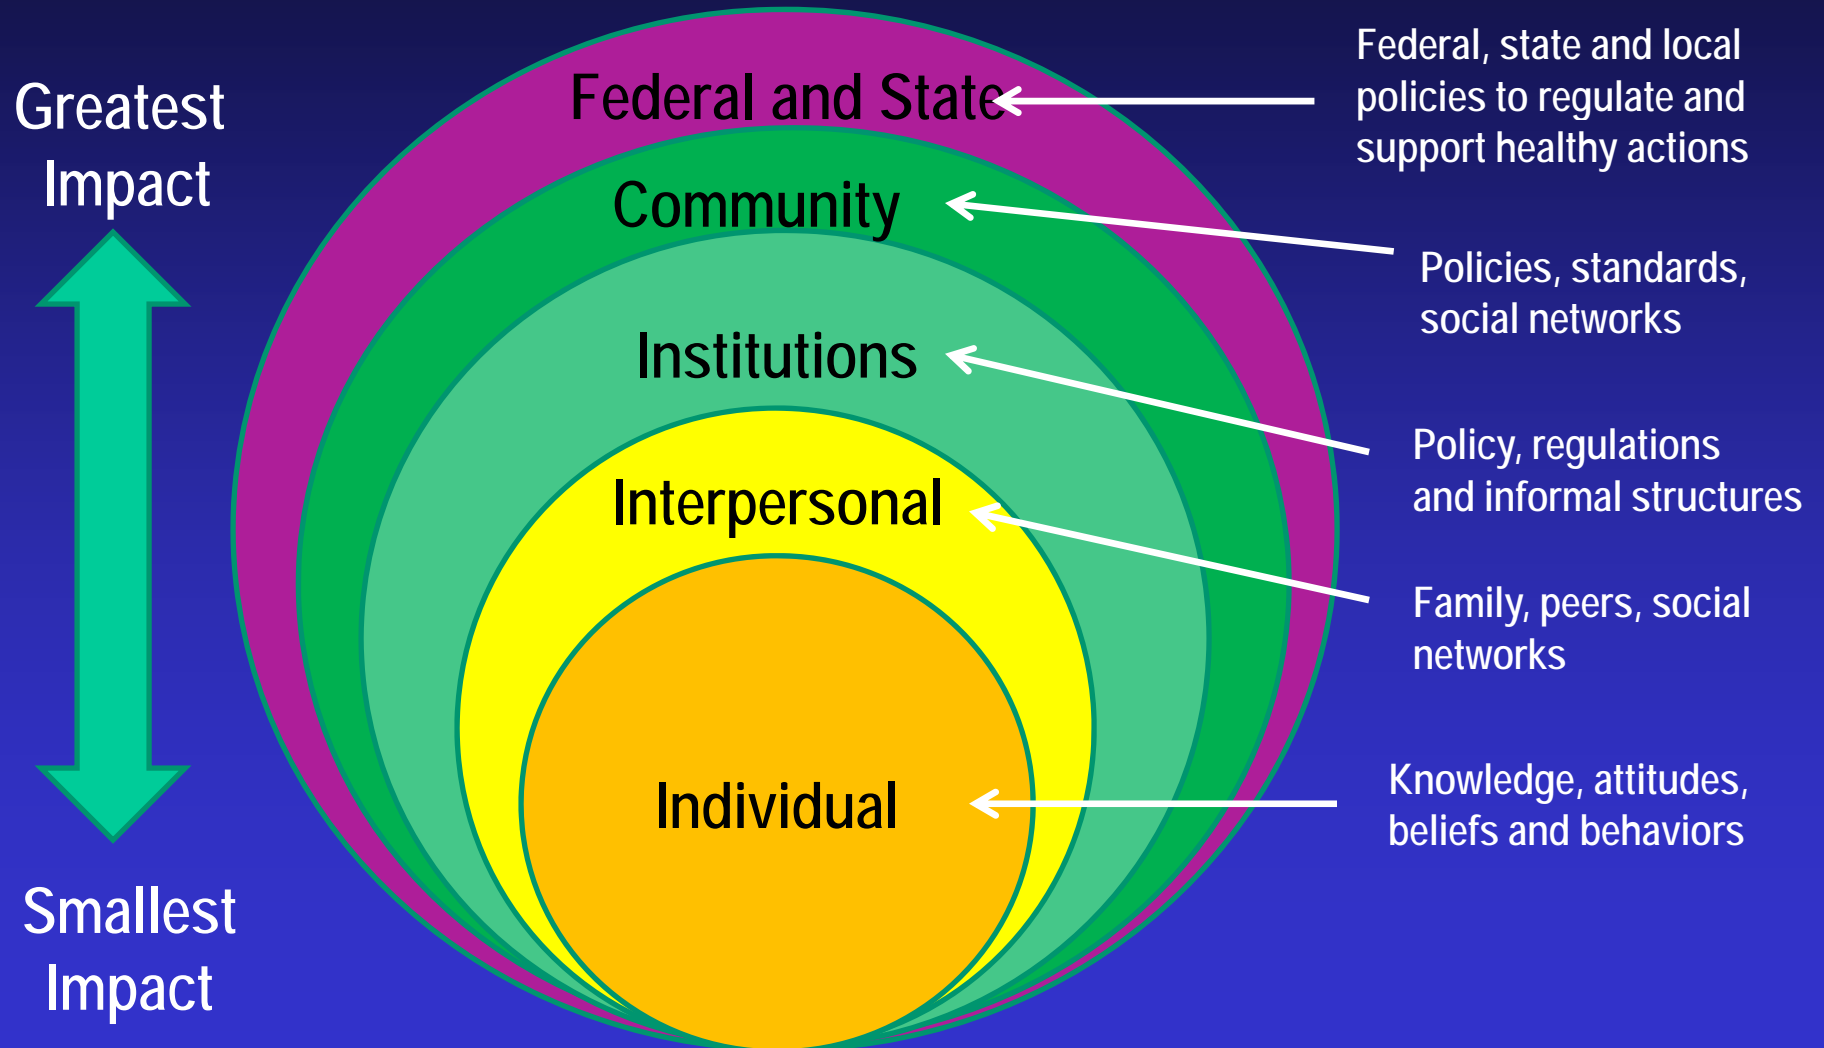 Greatest
Impact
Smallest
Impact
Federal and State
Community
Institutions
Interpersonal
Individual
Federal, state and local
policies to regulate and
support healthy actions
Policies, standards,
social networks
Policy, regulations
and informal structures
Family, peers, social
networks
Knowledge, attitudes,
beliefs and behaviors